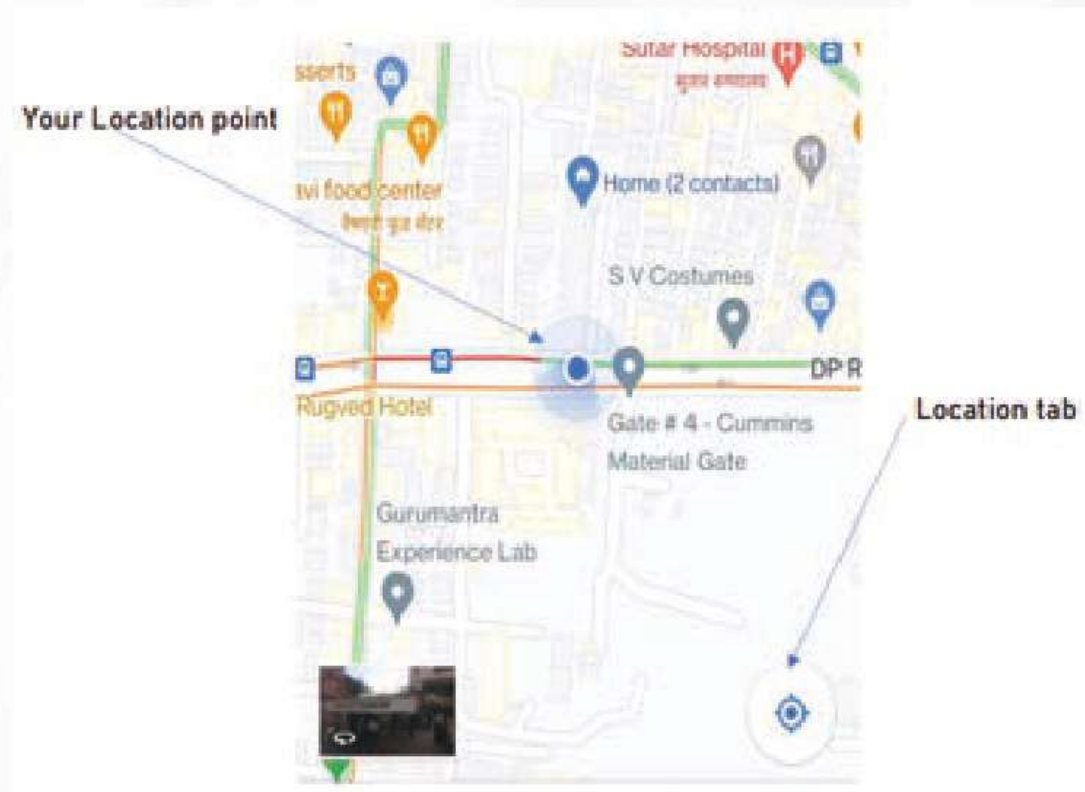 Sutar Hospital
sserts
Your Location point
Home (2 contacts)
avi food center
S V Costumes
DP R
Rugved Hotel
Location tab
Gate # 4 - Cummins
Material Gate
Gurumantra
Experience Lab